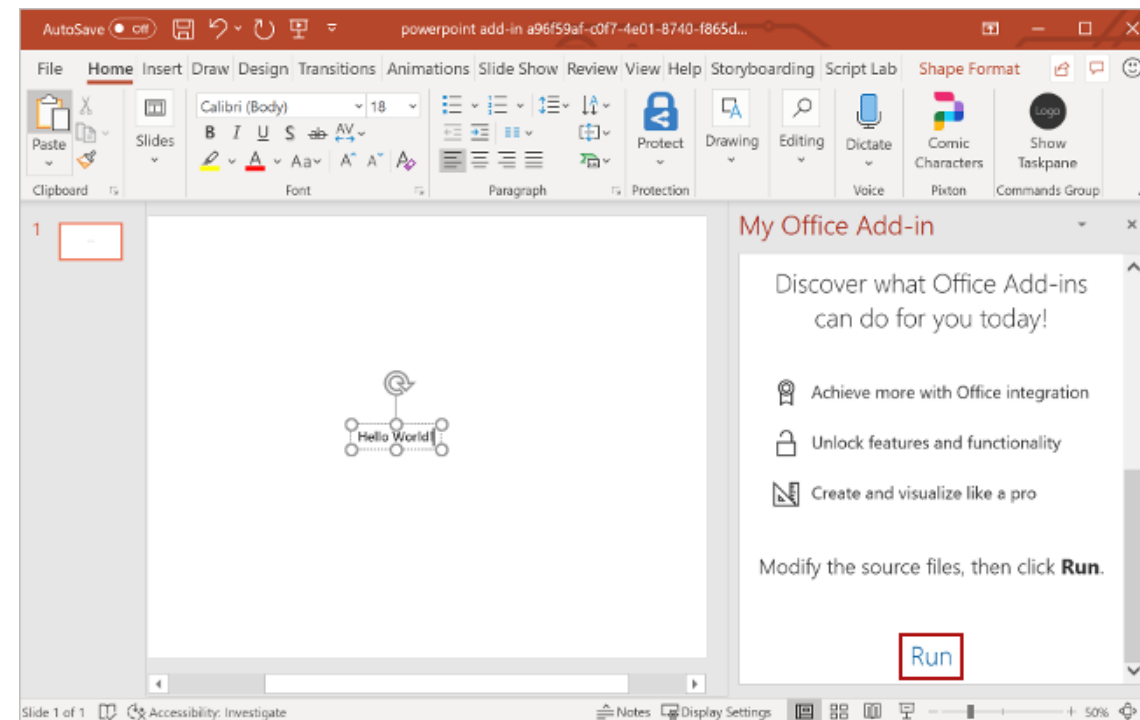 AutoSave Off powerpoint add-in a96f59af-c0f7-4e01-8740-f865d...
File Home Insert Draw Design Transitions Animations Slide Show Review View Help Storyboarding Script Lab Shape Format
Calibri (Body) 18
B I U S ab AV
A Aa A A A
Paste Slides Protect Drawing Editing Dictate Comic Characters Logo Show Taskpane
Clipboard Font Paragraph Protection Voice Pixton Commands Group
1
Hello World!
My Office Add-in
Discover what Office Add-ins
can do for you today!
Achieve more with Office integration
Unlock features and functionality
Create and visualize like a pro
Modify the source files, then click Run.
Run
Slide 1 of 1 Accessibility: Investigate Notes Display Settings 50%